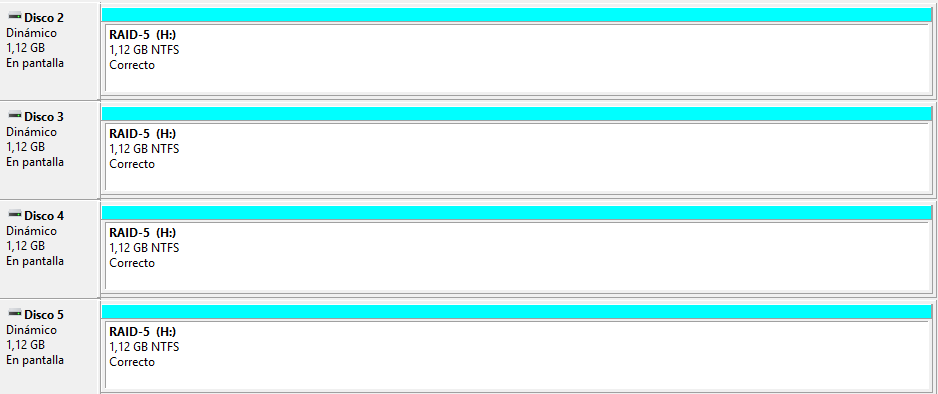 Disco 2
Dinámico
1,12 GB
En pantalla
RAID-5 (H:)
1,12 GB NTFS
Correcto
Disco 3
Dinámico
1,12 GB
En pantalla
RAID-5 (H:)
1,12 GB NTFS
Correcto
Disco 4
Dinámico
1,12 GB
En pantalla
RAID-5 (H:)
1,12 GB NTFS
Correcto
Disco 5
Dinámico
1,12 GB
En pantalla
RAID-5 (H:)
1,12 GB NTFS
Correcto